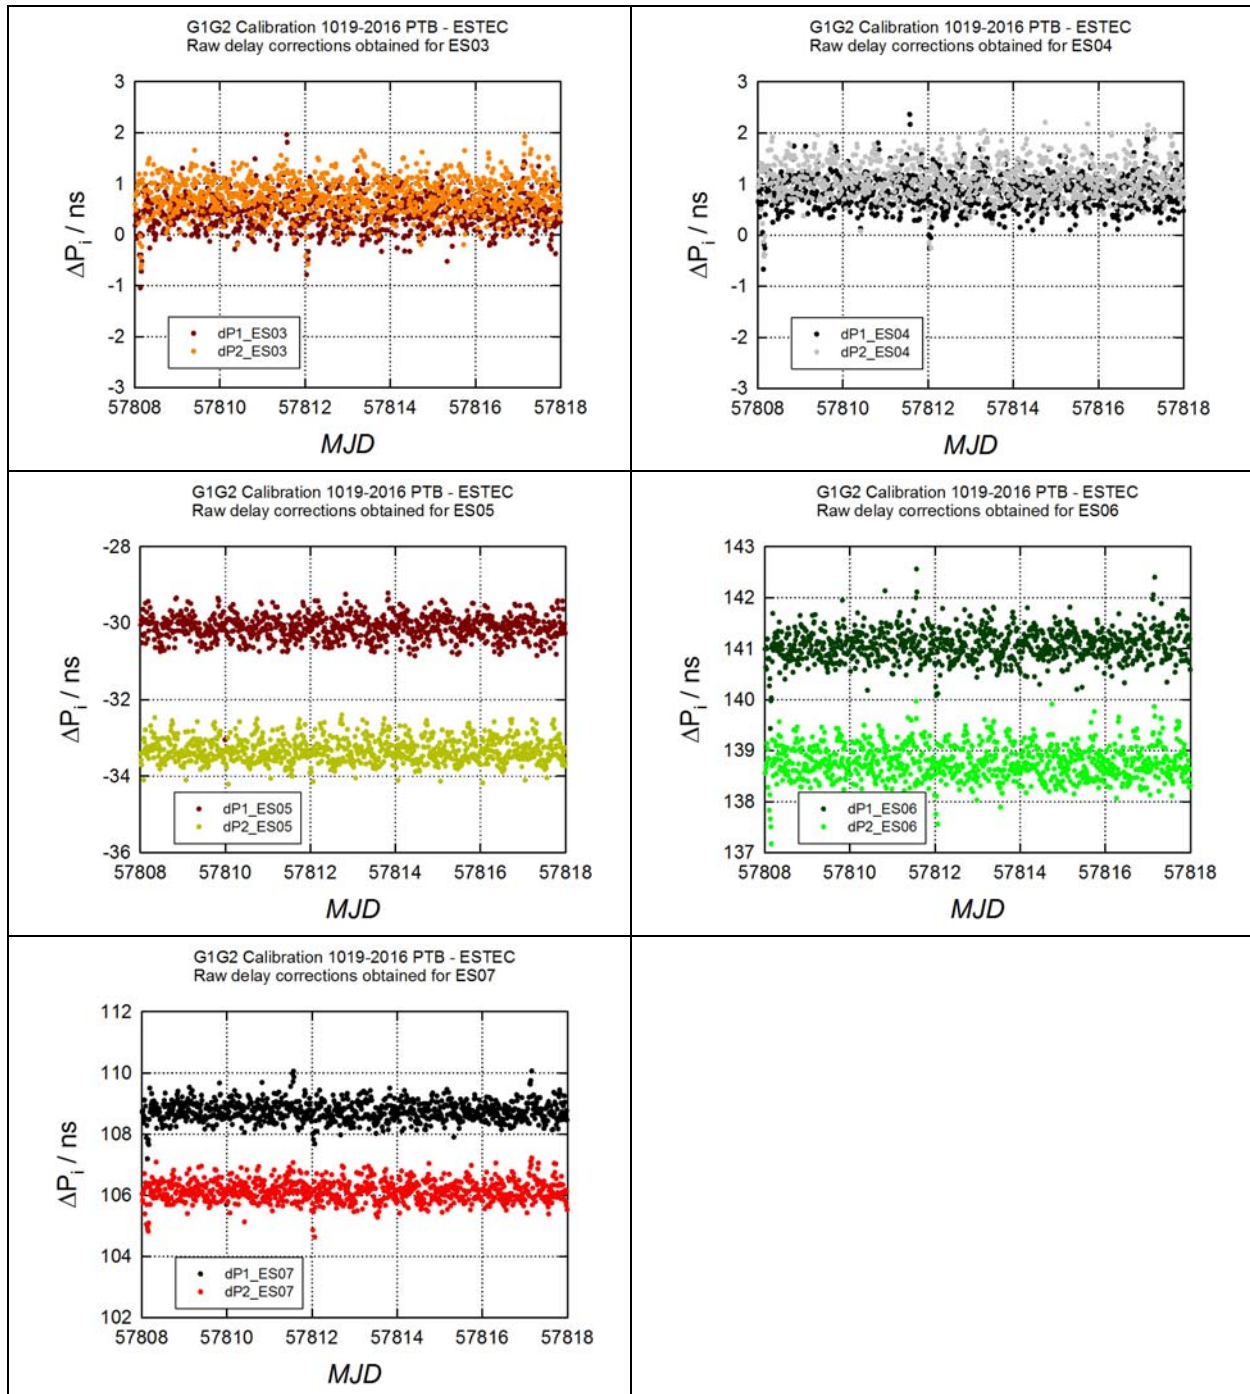 G1G2 Calibration 1019-2016 PTB - ESTEC
Raw delay corrections obtained for ES03
3
2
1
0
-1
-2
-3
ΔP_i / ns
dP1_ES03
dP2_ES03
57808 57810 57812 57814 57816 57818
MJD
G1G2 Calibration 1019-2016 PTB - ESTEC
Raw delay corrections obtained for ES04
3
2
1
0
-1
-2
-3
ΔP_i / ns
dP1_ES04
dP2_ES04
57808 57810 57812 57814 57816 57818
MJD
G1G2 Calibration 1019-2016 PTB - ESTEC
Raw delay corrections obtained for ES05
-28
-30
-32
-34
-36
ΔP_i / ns
dP1_ES05
dP2_ES05
57808 57810 57812 57814 57816 57818
MJD
G1G2 Calibration 1019-2016 PTB - ESTEC
Raw delay corrections obtained for ES06
143
142
141
140
139
138
137
ΔP_i / ns
dP1_ES06
dP2_ES06
57808 57810 57812 57814 57816 57818
MJD
G1G2 Calibration 1019-2016 PTB - ESTEC
Raw delay corrections obtained for ES07
112
110
108
106
104
102
ΔP_i / ns
dP1_ES07
dP2_ES07
57808 57810 57812 57814 57816 57818
MJD